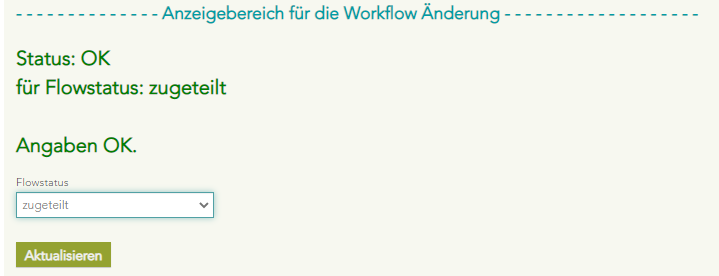 - - - - - - - - - - - - - - Anzeigebereich für die Workflow Änderung - - - - - - - - - - - - - - - - - - -
Status: OK
für Flowstatus: zugeteilt
Angaben OK.
Flowstatus
zugeteilt
Aktualisieren